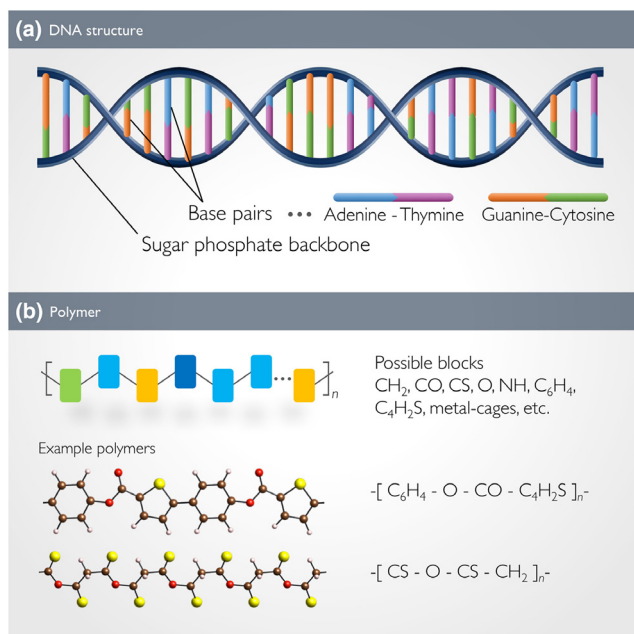 (a) DNA structure
Base pairs ••• Adenine - Thymine Guanine-Cytosine
Sugar phosphate backbone
(b) Polymer
[ ··· ]n
Possible blocks
CH₂, CO, CS, O, NH, C₆H₄,
C₄H₂S, metal-cages, etc.
Example polymers
-[ C₆H₄ - O - CO - C₄H₂S ]n-
-[ CS - O - CS - CH₂ ]n-